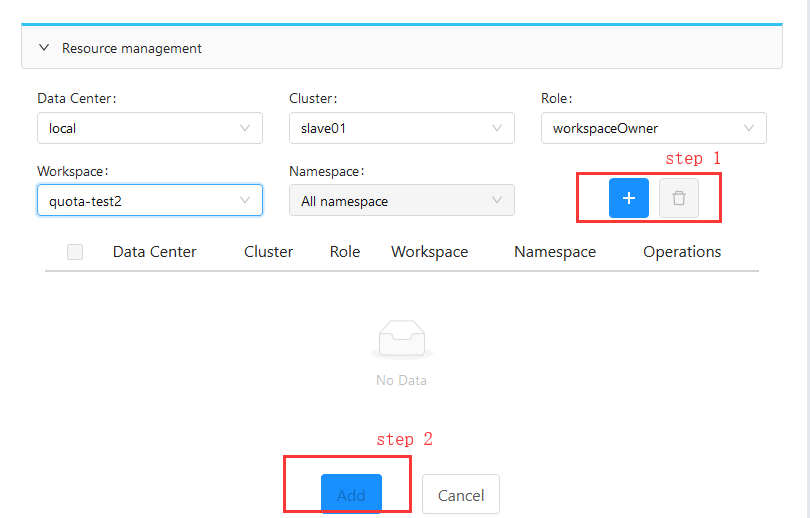 Resource management
Data Center: Cluster: Role:
local slave01 workspaceOwner
step 1
Workspace: Namespace:
quota-test2 All namespace
Data Center Cluster Role Workspace Namespace Operations
No Data
step 2
Add Cancel